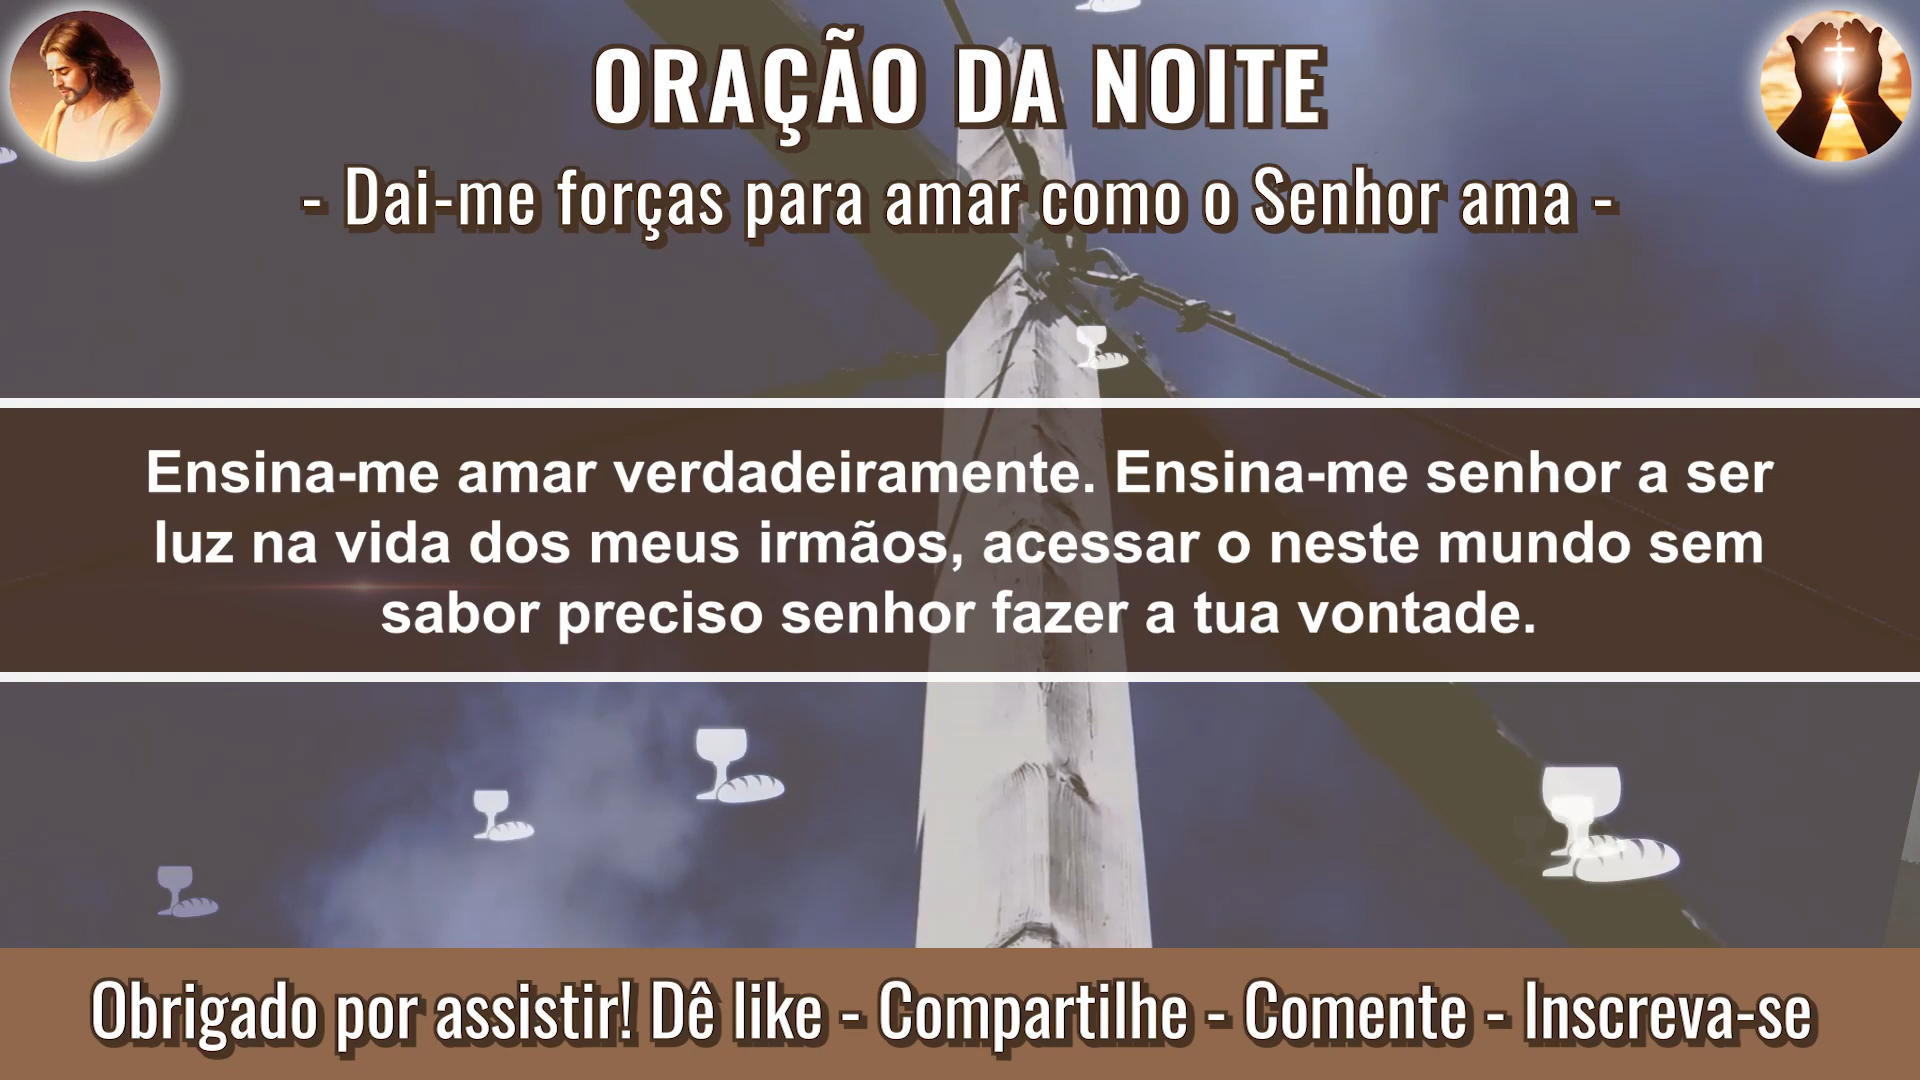 ORAÇÃO DA NOITE
- Dai-me forças para amar como o Senhor ama -
Ensina-me amar verdadeiramente. Ensina-me senhor a ser
luz na vida dos meus irmãos, acessar o neste mundo sem
sabor preciso senhor fazer a tua vontade.
Obrigado por assistir! Dê like - Compartilhe - Comente - Inscreva-se